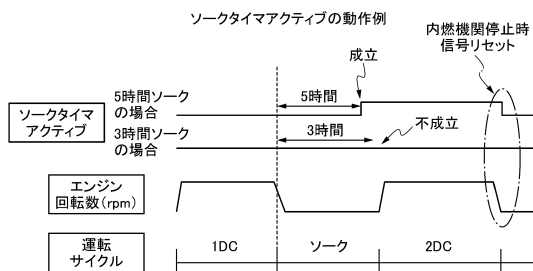 ソークタイマアクティブの動作例
内燃機関停止時
信号リセット
成立
5時間ソーク
の場合
5時間
ソークタイマ
アクティブ
3時間ソーク
の場合
3時間
不成立
エンジン
回転数(rpm)
運転
サイクル
1DC
ソーク
2DC